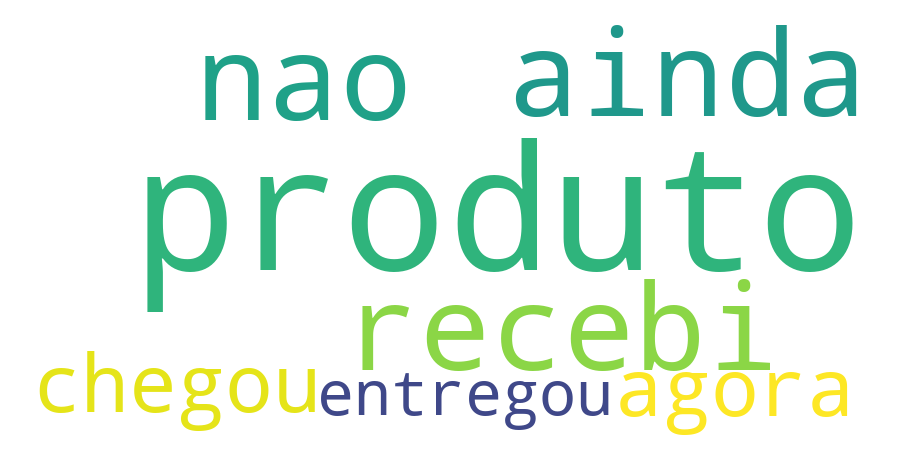 nao ainda
produto
recebi
chegou entregou agora